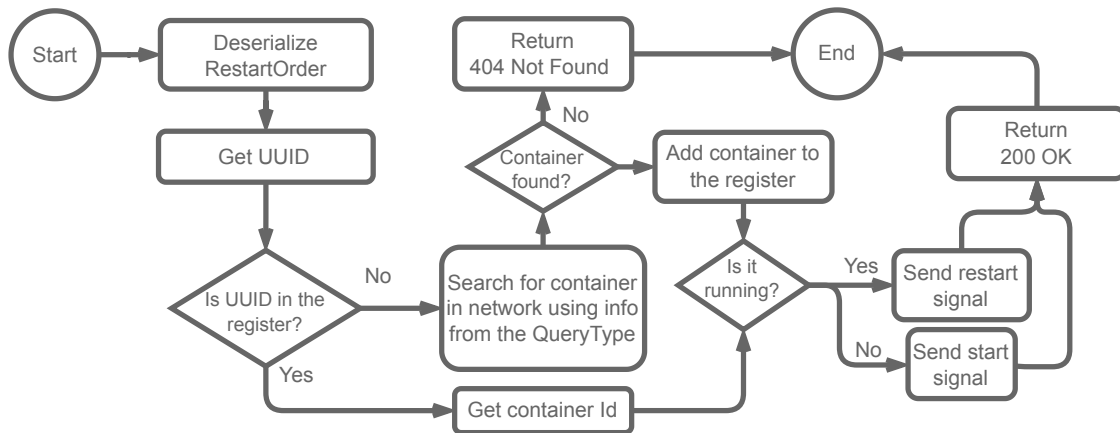 Start
Deserialize
RestartOrder
Get UUID
Is UUID in the
register?
No
Yes
Search for container
in network using info
from the QueryType
Get container Id
Container
found?
No
Return
404 Not Found
End
Add container to
the register
Is it
running?
Yes
Send restart
signal
No
Send start
signal
Return
200 OK